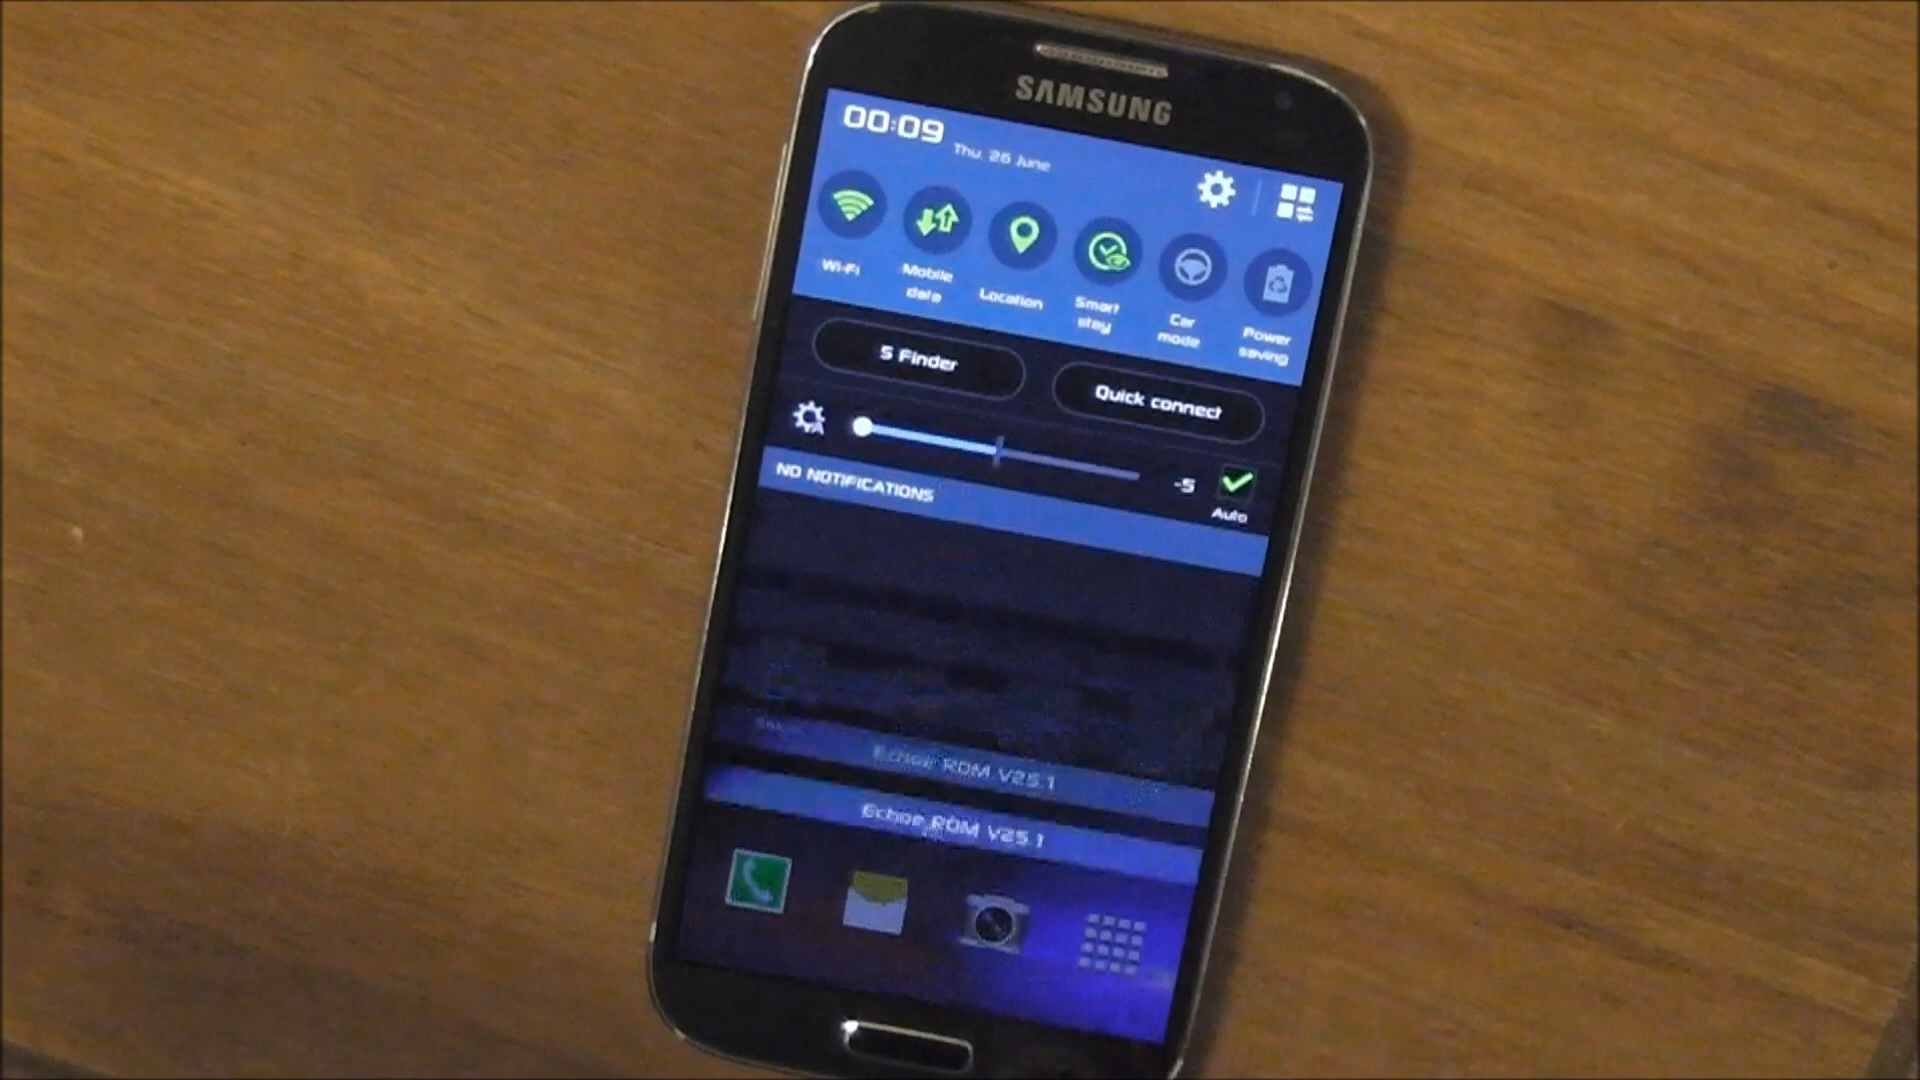 SAMSUNG
00:09
Thu, 26 June
Wi-Fi
Mobile
data
Location
Smart
stay
Car
mode
Power
saving
S Finder
Quick connect
-5
Auto
NO NOTIFICATIONS
Echoe ROM V25.1
Echoe ROM V25.1